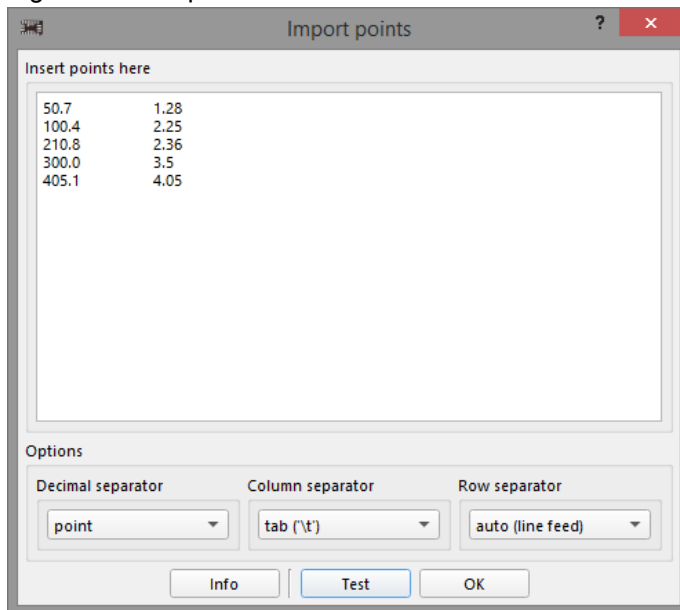 Import points
?
×
Insert points here
50.7 1.28
100.4 2.25
210.8 2.36
300.0 3.5
405.1 4.05
Options
Decimal separator Column separator Row separator
point tab ('\t') auto (line feed)
Info Test OK